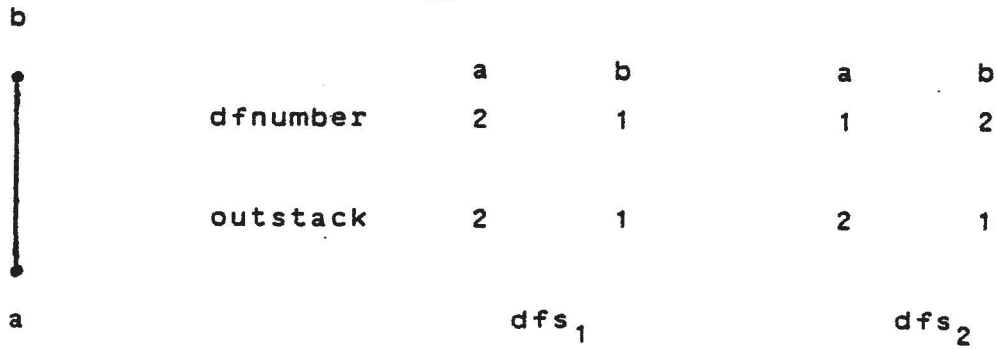 b
a b a b
dfnumber 2 1 1 2
outstack 2 1 2 1
a dfs₁ dfs₂